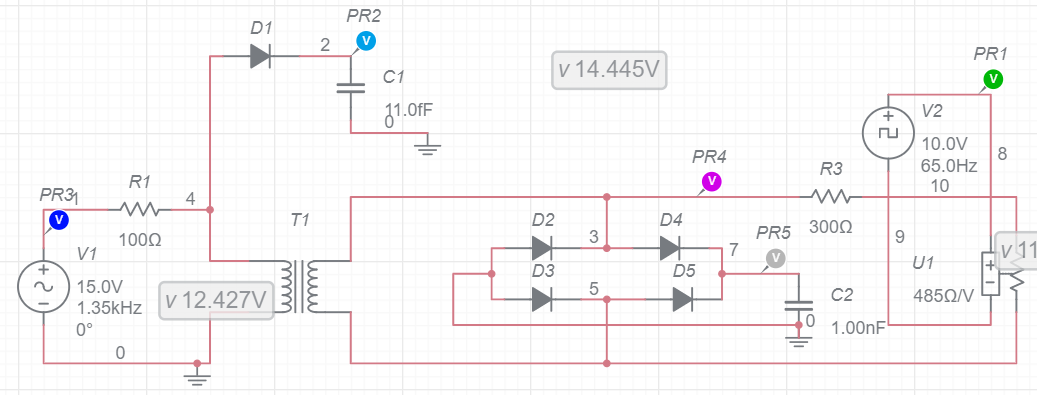 PR2
V
D1
2
C1
11.0fF
0
v 14.445V
PR1
V
V2
10.0V
65.0Hz
10
8
PR4
V
R3
300Ω
PR3
1
V
R1
100Ω
4
T1
V1
15.0V
1.35kHz
0°
0
v 12.427V
D2
3
D4
7
D3
5
D5
PR5
V
C2
1.00nF
0
9
U1
485Ω/V
v 11